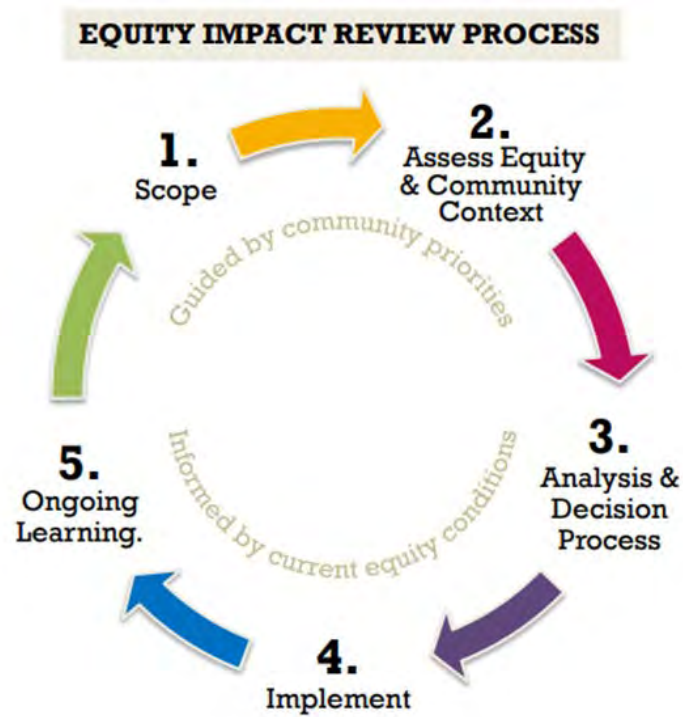 EQUITY IMPACT REVIEW PROCESS
1.
Scope
2.
Assess Equity
& Community
Context
Guided by community priorities
3.
Analysis &
Decision
Process
Informed by current equity conditions
5.
Ongoing
Learning.
4.
Implement